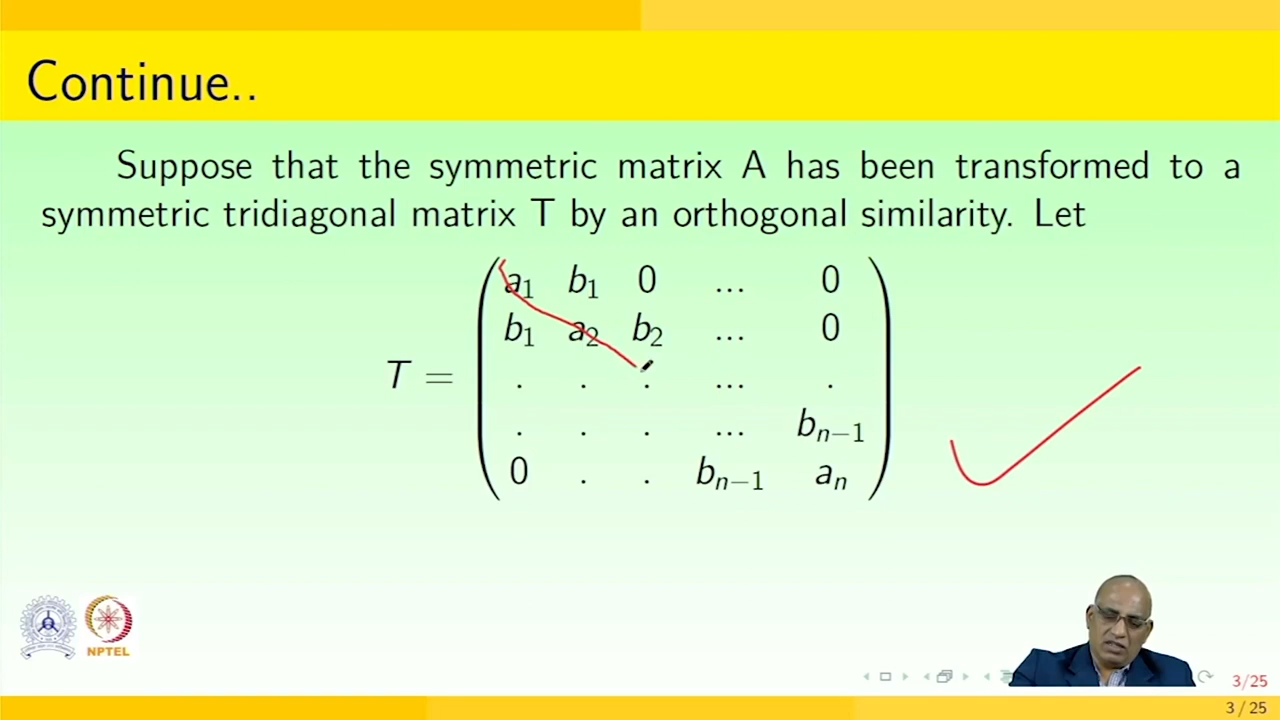 Continue..
Suppose that the symmetric matrix A has been transformed to a
symmetric tridiagonal matrix T by an orthogonal similarity. Let
T = ( a₁ b₁ 0 ... 0
b₁ a₂ b₂ ... 0
. . . ... .
. . . ... bₙ₋₁
0 . . bₙ₋₁ aₙ )
NPTEL
3/25
3 / 25